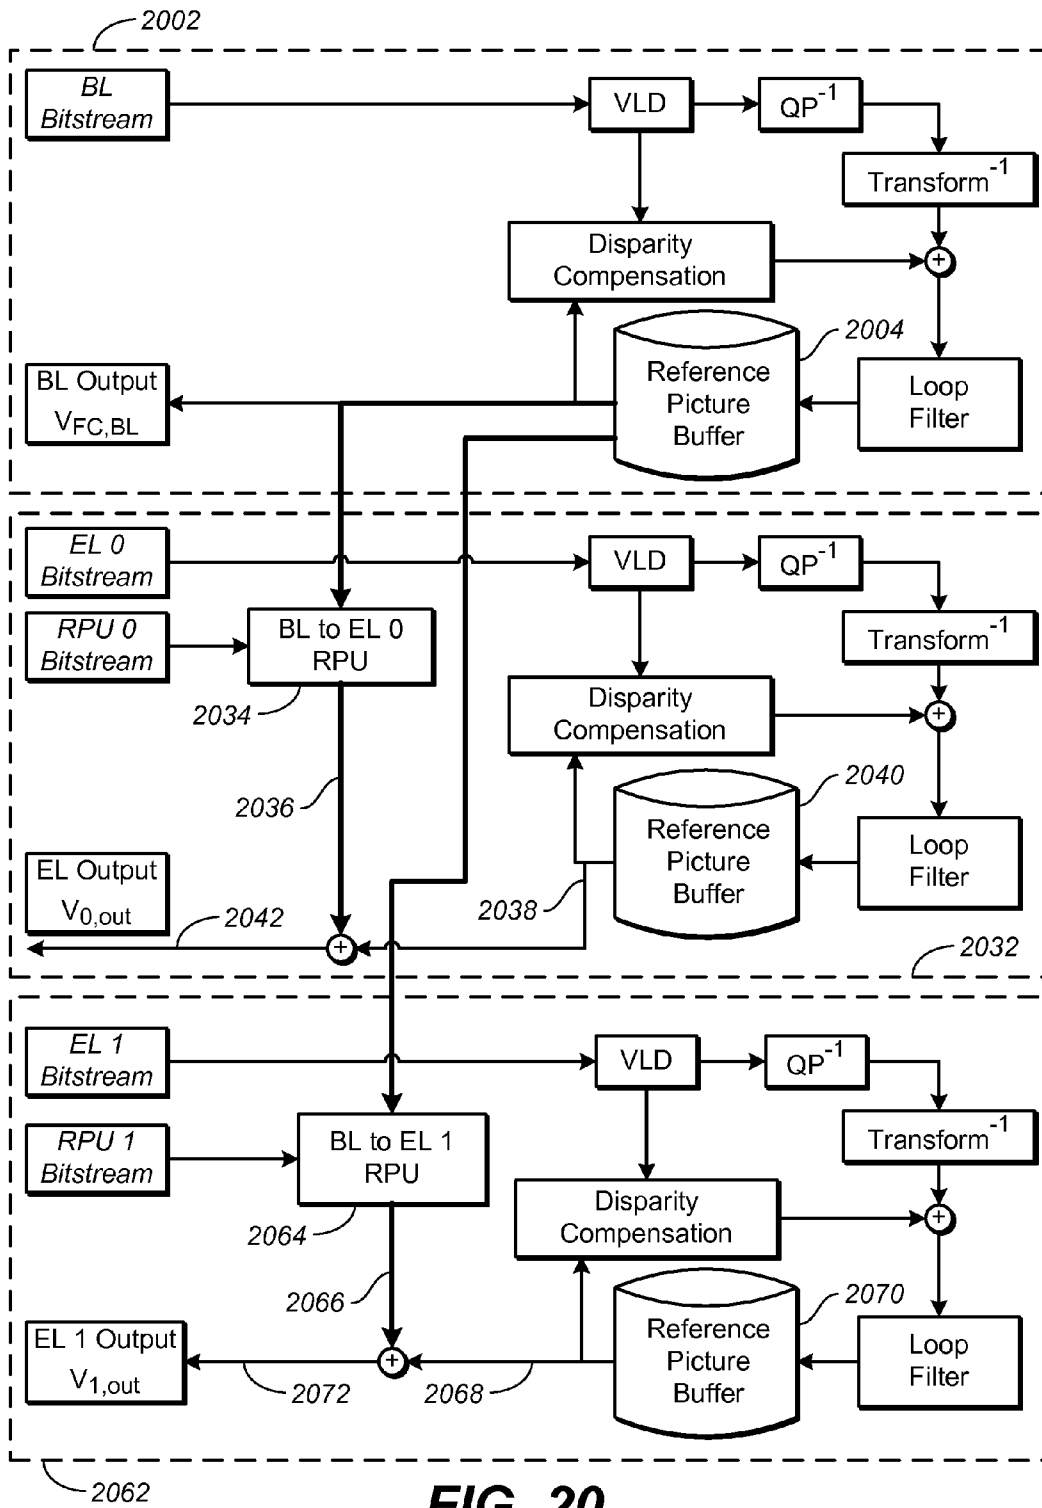 2002
BL
Bitstream
VLD
QP-1
Transform-1
Disparity
Compensation
+
2004
Reference
Picture
Buffer
Loop
Filter
BL Output
VFC,BL
EL 0
Bitstream
VLD
QP-1
RPU 0
Bitstream
BL to EL 0
RPU
Transform-1
2034
Disparity
Compensation
+
2036
2040
Reference
Picture
Buffer
Loop
Filter
EL Output
V0,out
2042
2038
+
2032
EL 1
Bitstream
VLD
QP-1
RPU 1
Bitstream
BL to EL 1
RPU
Transform-1
2064
Disparity
Compensation
+
2066
2070
Reference
Picture
Buffer
Loop
Filter
EL 1 Output
V1,out
+
2072
2068
2062
FIG. 20